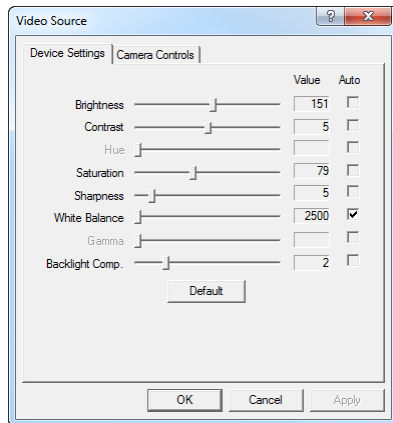 Video Source
?
X
Device Settings Camera Controls
Value Auto
Brightness 151
Contrast 5
Hue
Saturation 79
Sharpness 5
White Balance 2500
Gamma
Backlight Comp. 2
Default
OK Cancel Apply